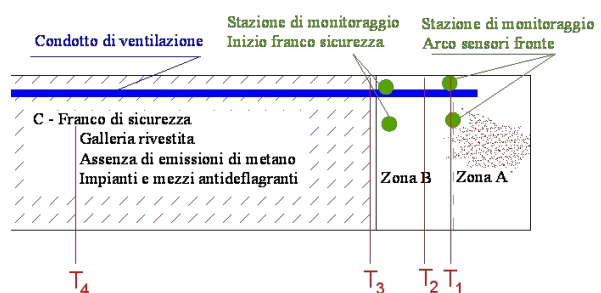 Stazione di monitoraggio
Inizio franco sicurezza
Stazione di monitoraggio
Arco sensori fronte
Condotto di ventilazione
C - Franco di sicurezza
Galleria rivestita
Assenza di emissioni di metano
Impianti e mezzi antideflagranti
Zona B
Zona A
T4
T3
T2
T1